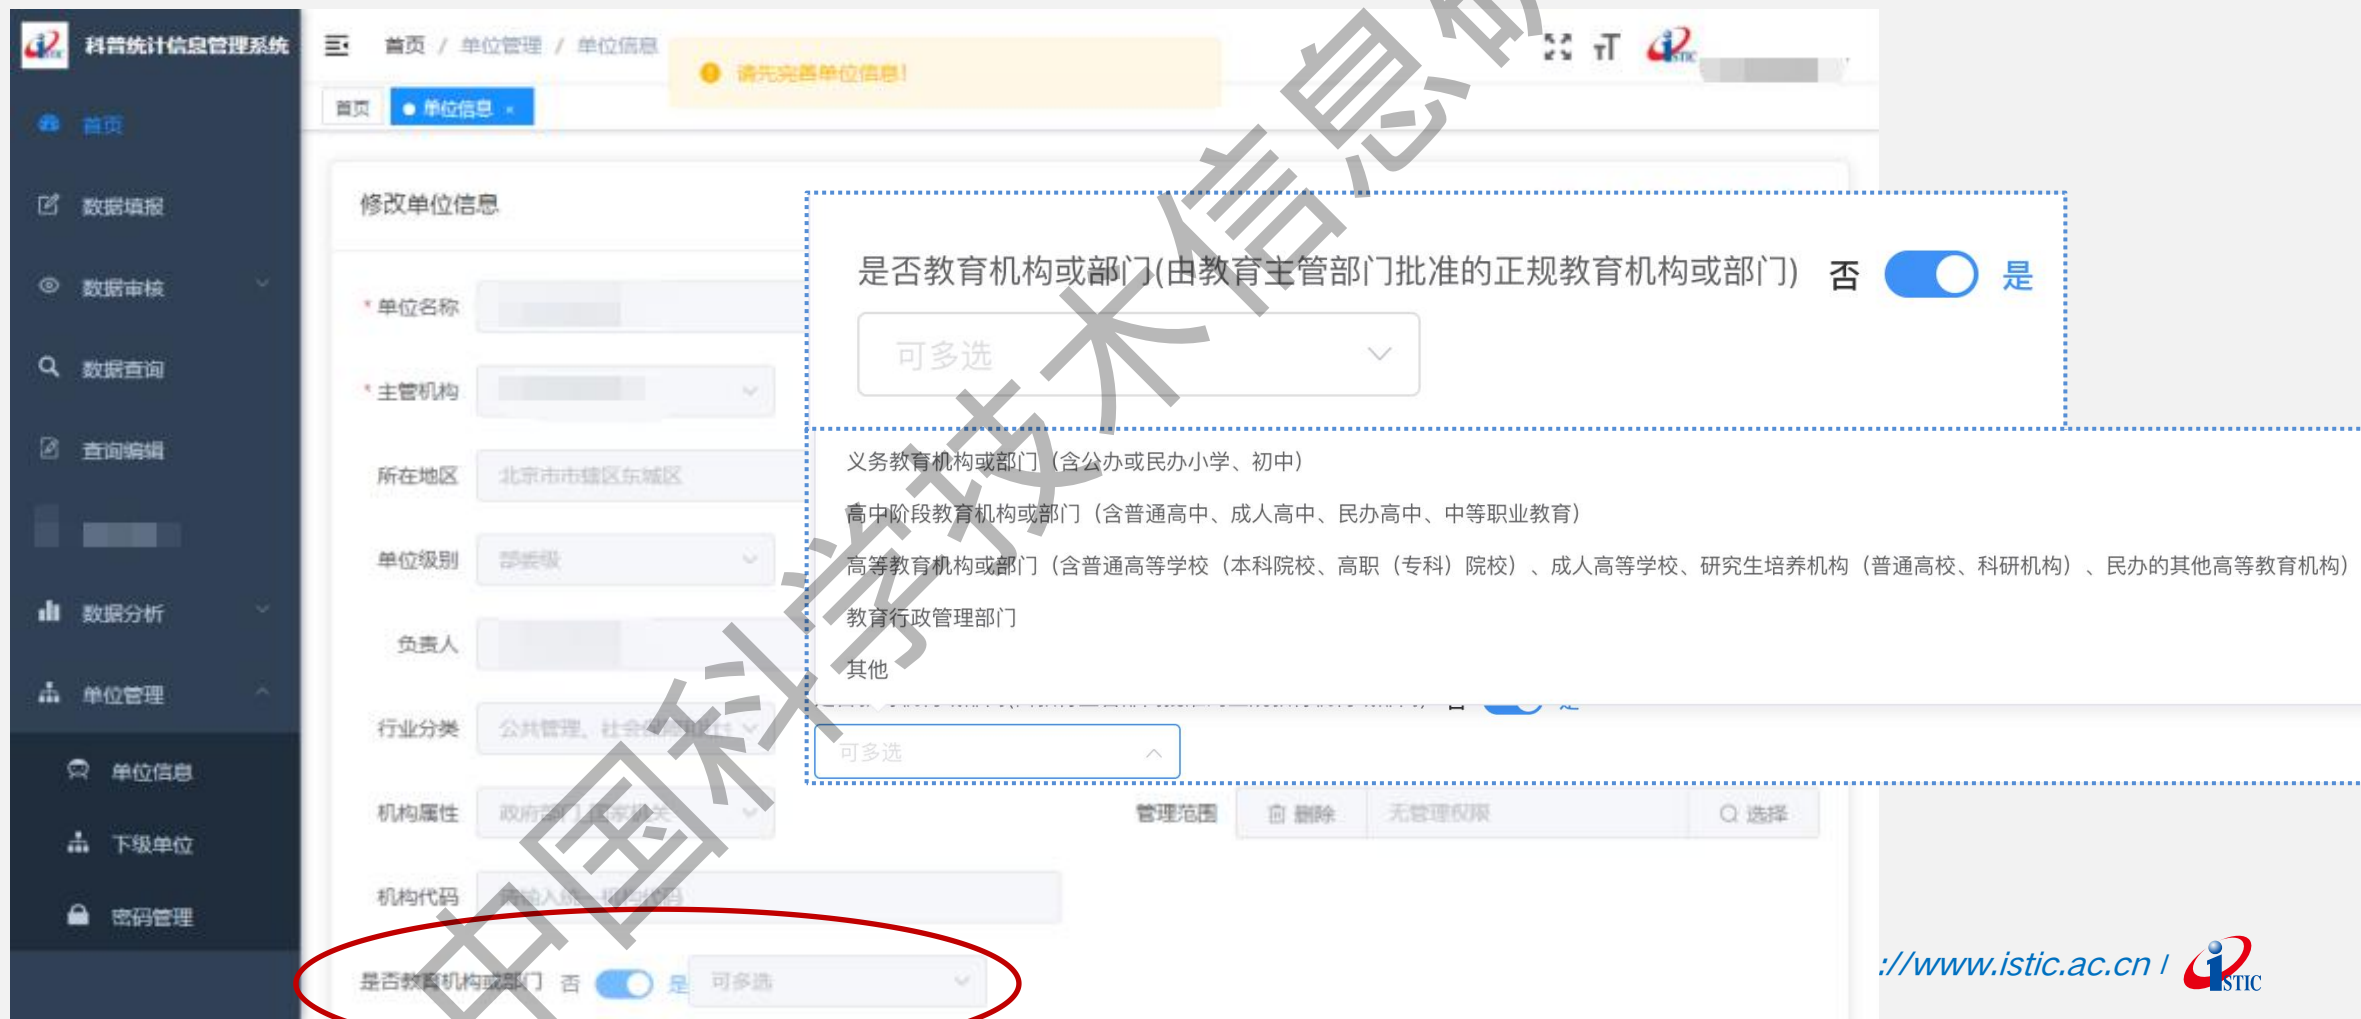 科普统计信息管理系统
首页 / 单位管理 / 单位信息
请先完善单位信息!
首页
单位信息 ×
首页
数据填报
数据审核
数据查询
查询编辑
数据分析
单位管理
单位信息
下级单位
密码管理
修改单位信息
* 单位名称
* 主管机构
所在地区 北京市市辖区东城区
单位级别 部委级
负责人
行业分类 公共管理、社会
机构属性 政府部门
管理范围 删除 无管理权限 选择
机构代码
是否教育机构或部门 否 是 可多选
是否教育机构或部门(由教育主管部门批准的正规教育机构或部门) 否 是
可多选
义务教育机构或部门（含公办或民办小学、初中）
高中阶段教育机构或部门（含普通高中、成人高中、民办高中、中等职业教育）
高等教育机构或部门（含普通高等学校（本科院校、高职（专科）院校）、成人高等学校、研究生培养机构（普通高校、科研机构）、民办的其他高等教育机构）
教育行政管理部门
其他
可多选
中国科学技术信息研
://www.istic.ac.cn /
ISTIC